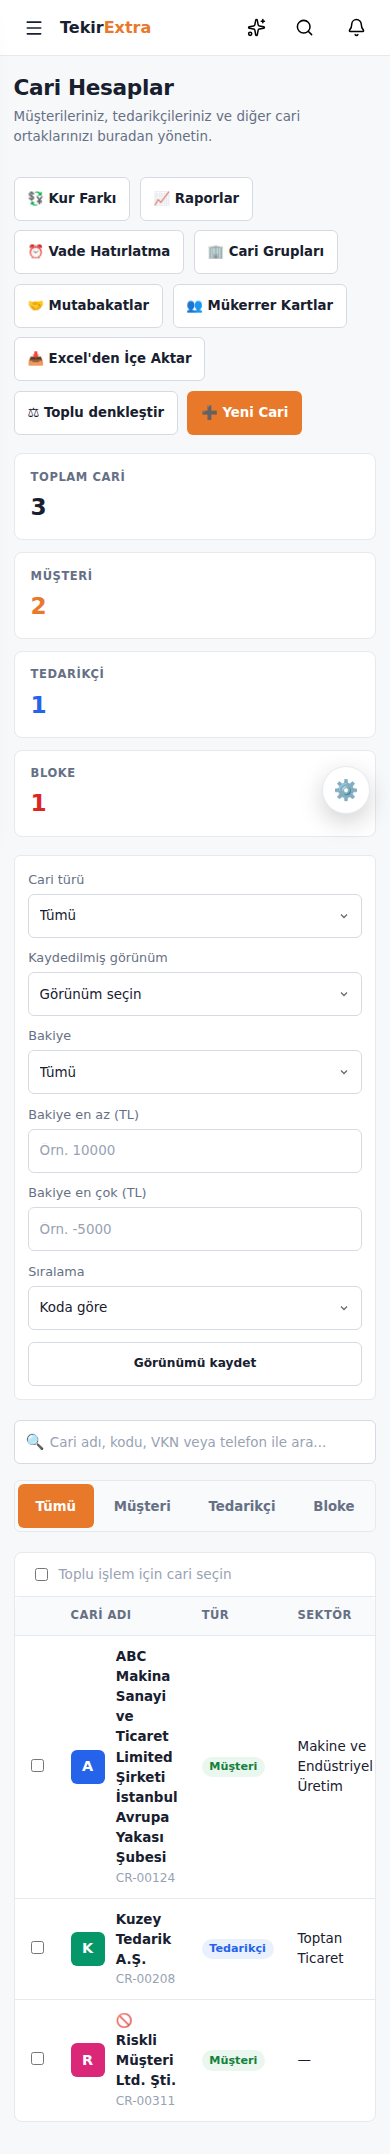 TekirExtra
Cari Hesaplar
Müşterileriniz, tedarikçileriniz ve diğer cari
ortaklarınızı buradan yönetin.
💱 Kur Farkı
📈 Raporlar
⏰ Vade Hatırlatma
🏢 Cari Grupları
🤝 Mutabakatlar
👥 Mükerrer Kartlar
📥 Excel'den İçe Aktar
⚖ Toplu denkleştir
➕ Yeni Cari
TOPLAM CARİ
3
MÜŞTERİ
2
TEDARİKÇİ
1
BLOKE
1
Cari türü
Tümü
Kaydedilmiş görünüm
Görünüm seçin
Bakiye
Tümü
Bakiye en az (TL)
Örn. 10000
Bakiye en çok (TL)
Örn. -5000
Sıralama
Koda göre
Görünümü kaydet
🔍 Cari adı, kodu, VKN veya telefon ile ara...
Tümü
Müşteri
Tedarikçi
Bloke
Toplu işlem için cari seçin
CARİ ADI
TÜR
SEKTÖR
A
ABC
Makina
Sanayi
ve
Ticaret
Limited
Şirketi
İstanbul
Avrupa
Yakası
Şubesi
CR-00124
Müşteri
Makine ve
Endüstriyel
Üretim
K
Kuzey
Tedarik
A.Ş.
CR-00208
Tedarikçi
Toptan
Ticaret
R
🚫
Riskli
Müşteri
Ltd. Şti.
CR-00311
Müşteri
—